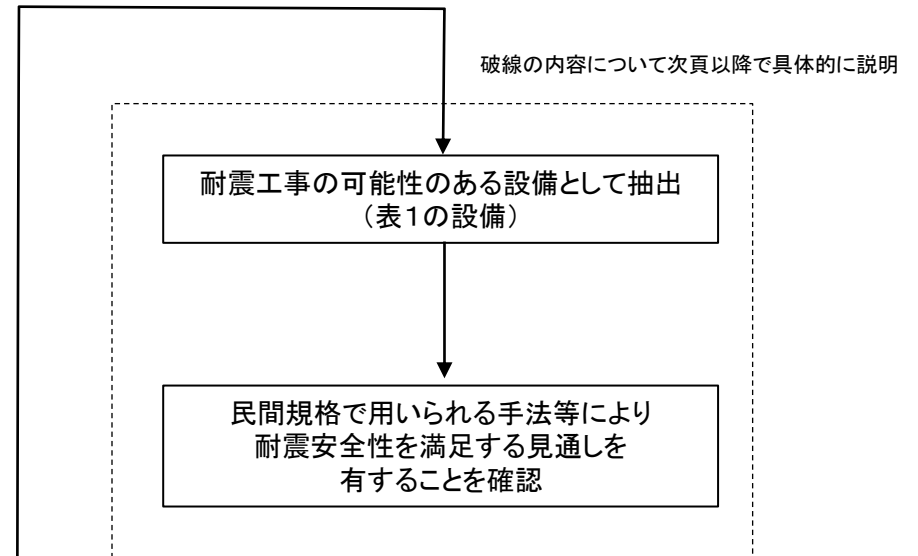 破線の内容について次頁以降で具体的に説明
耐震工事の可能性のある設備として抽出
（表１の設備）
民間規格で用いられる手法等により
耐震安全性を満足する見通しを
有することを確認